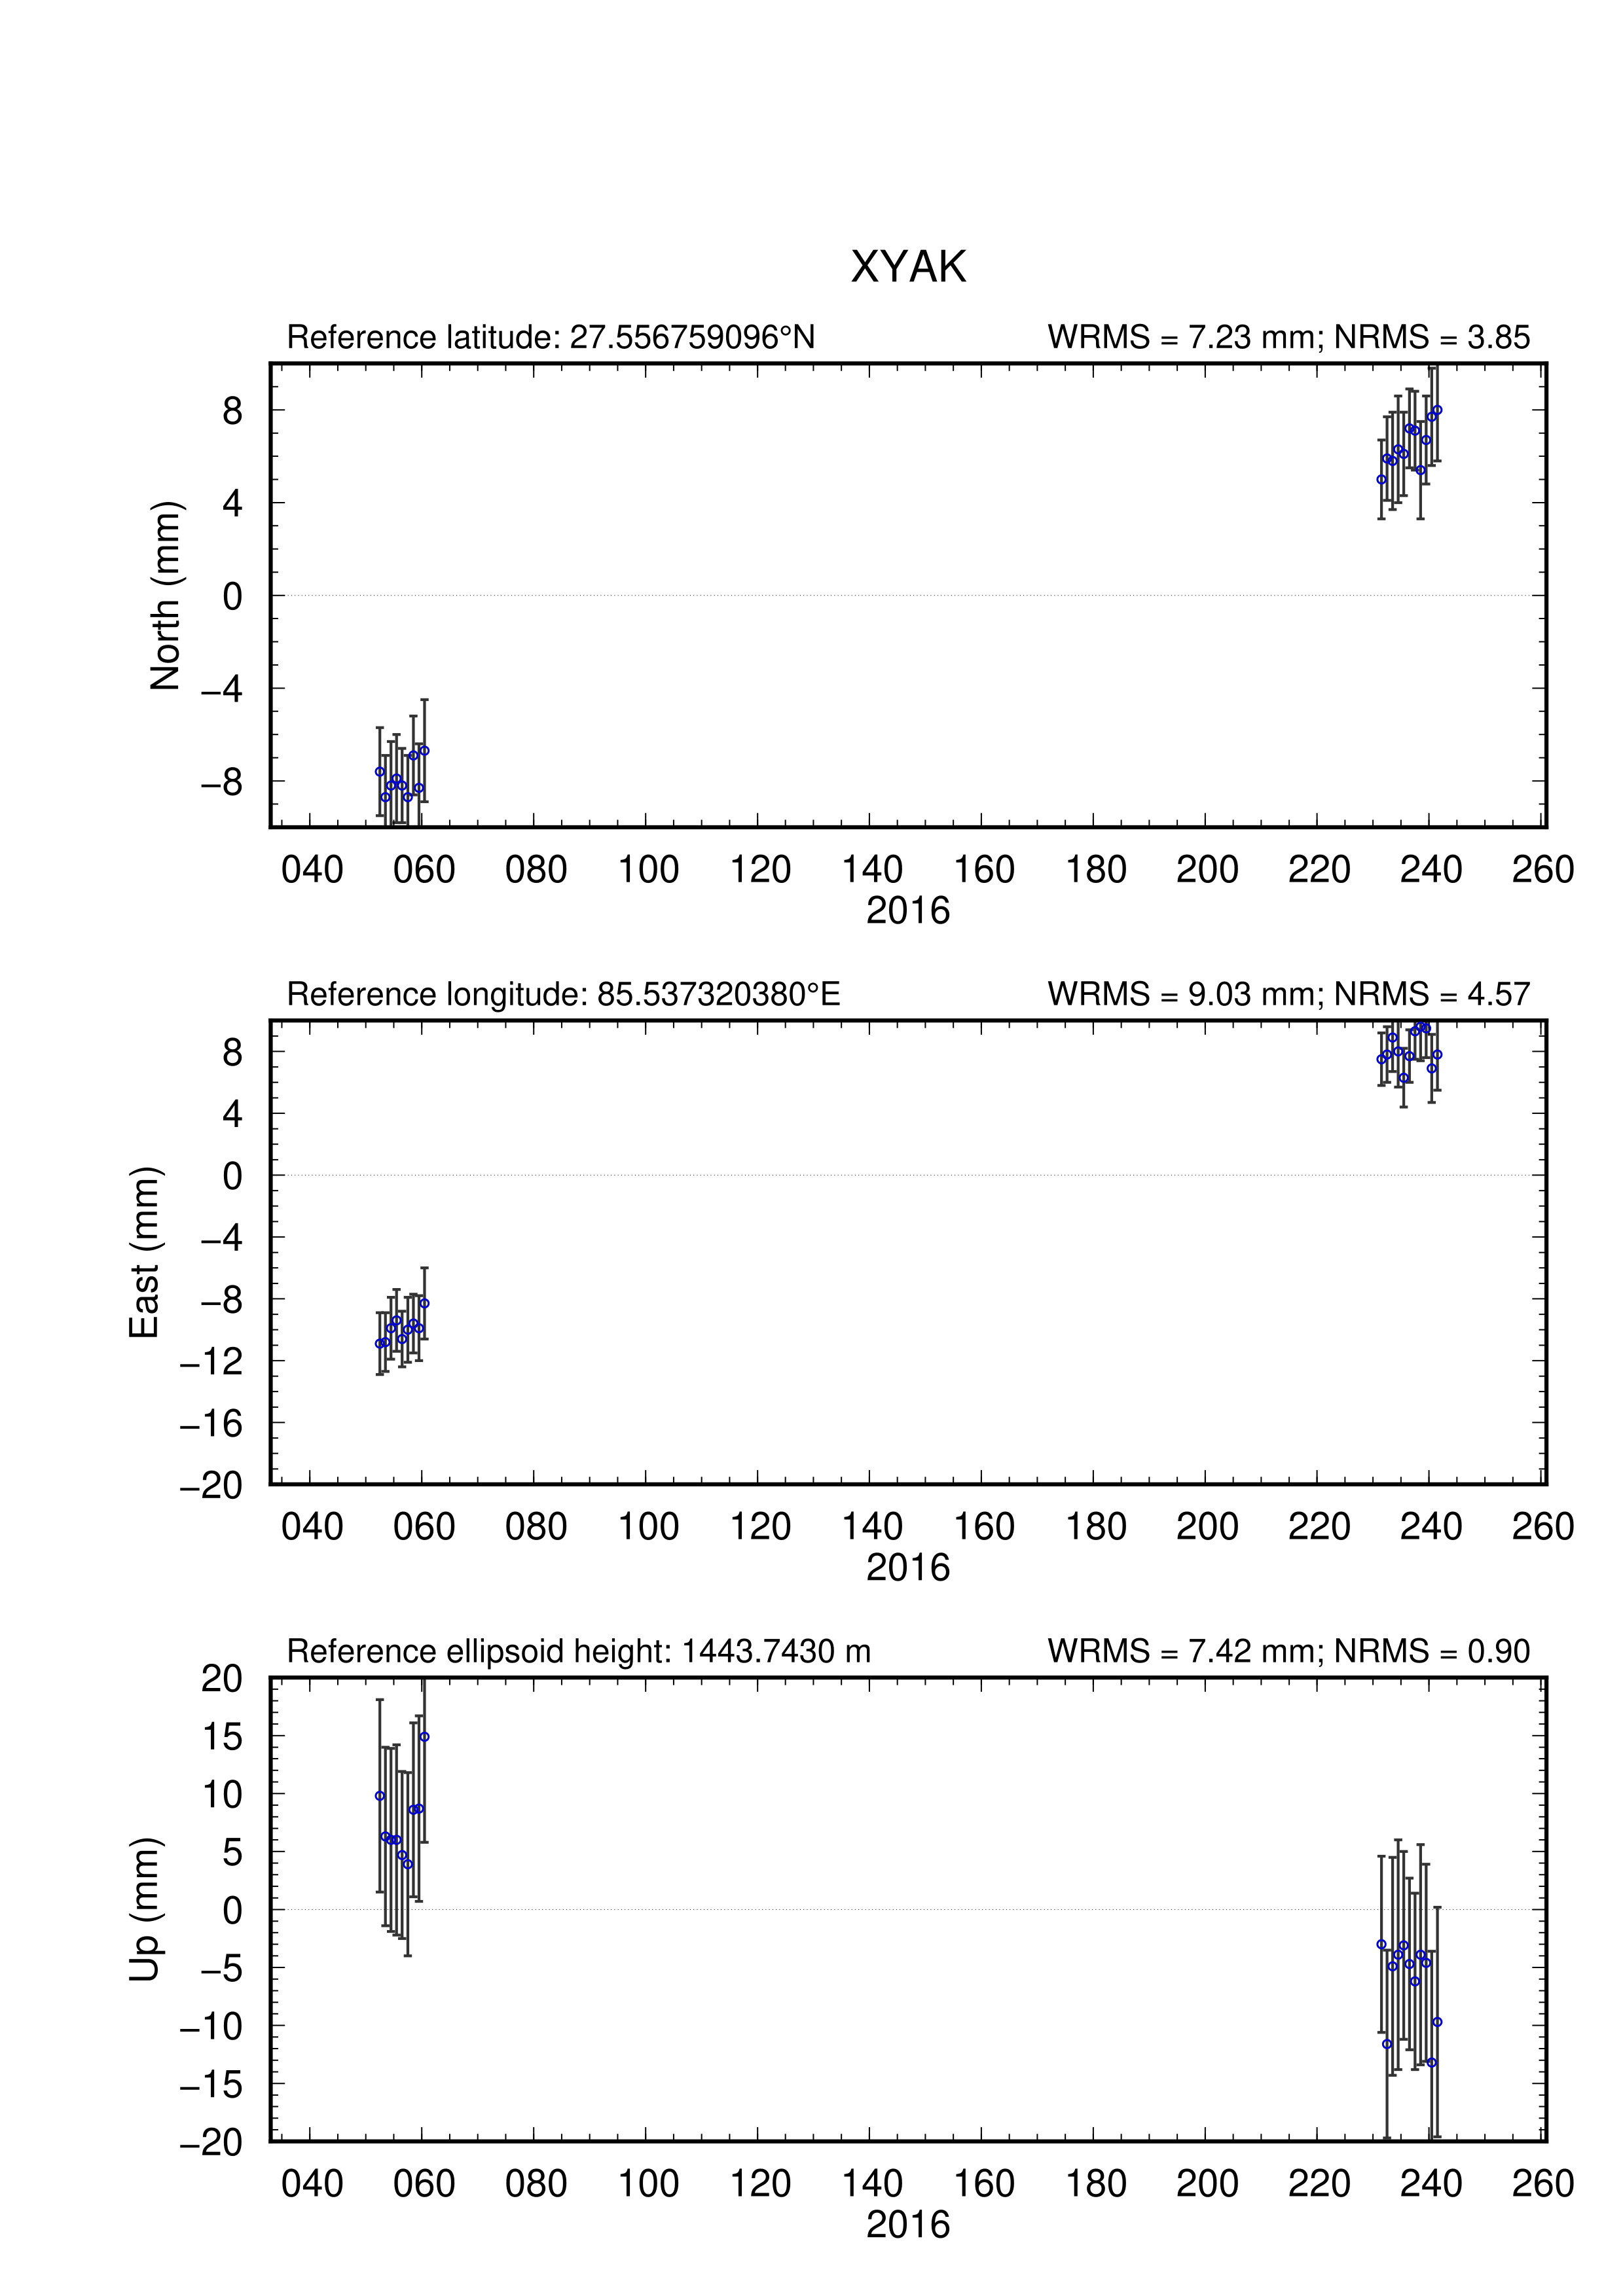 XYAK
Reference latitude: 27.556759096°N WRMS = 7.23 mm; NRMS = 3.85
8
4
0
−4
−8
North (mm)
040 060 080 100 120 140 160 180 200 220 240 260
2016
Reference longitude: 85.537320380°E WRMS = 9.03 mm; NRMS = 4.57
8
4
0
−4
−8
−12
−16
−20
East (mm)
040 060 080 100 120 140 160 180 200 220 240 260
2016
Reference ellipsoid height: 1443.7430 m WRMS = 7.42 mm; NRMS = 0.90
20
15
10
5
0
−5
−10
−15
−20
Up (mm)
040 060 080 100 120 140 160 180 200 220 240 260
2016